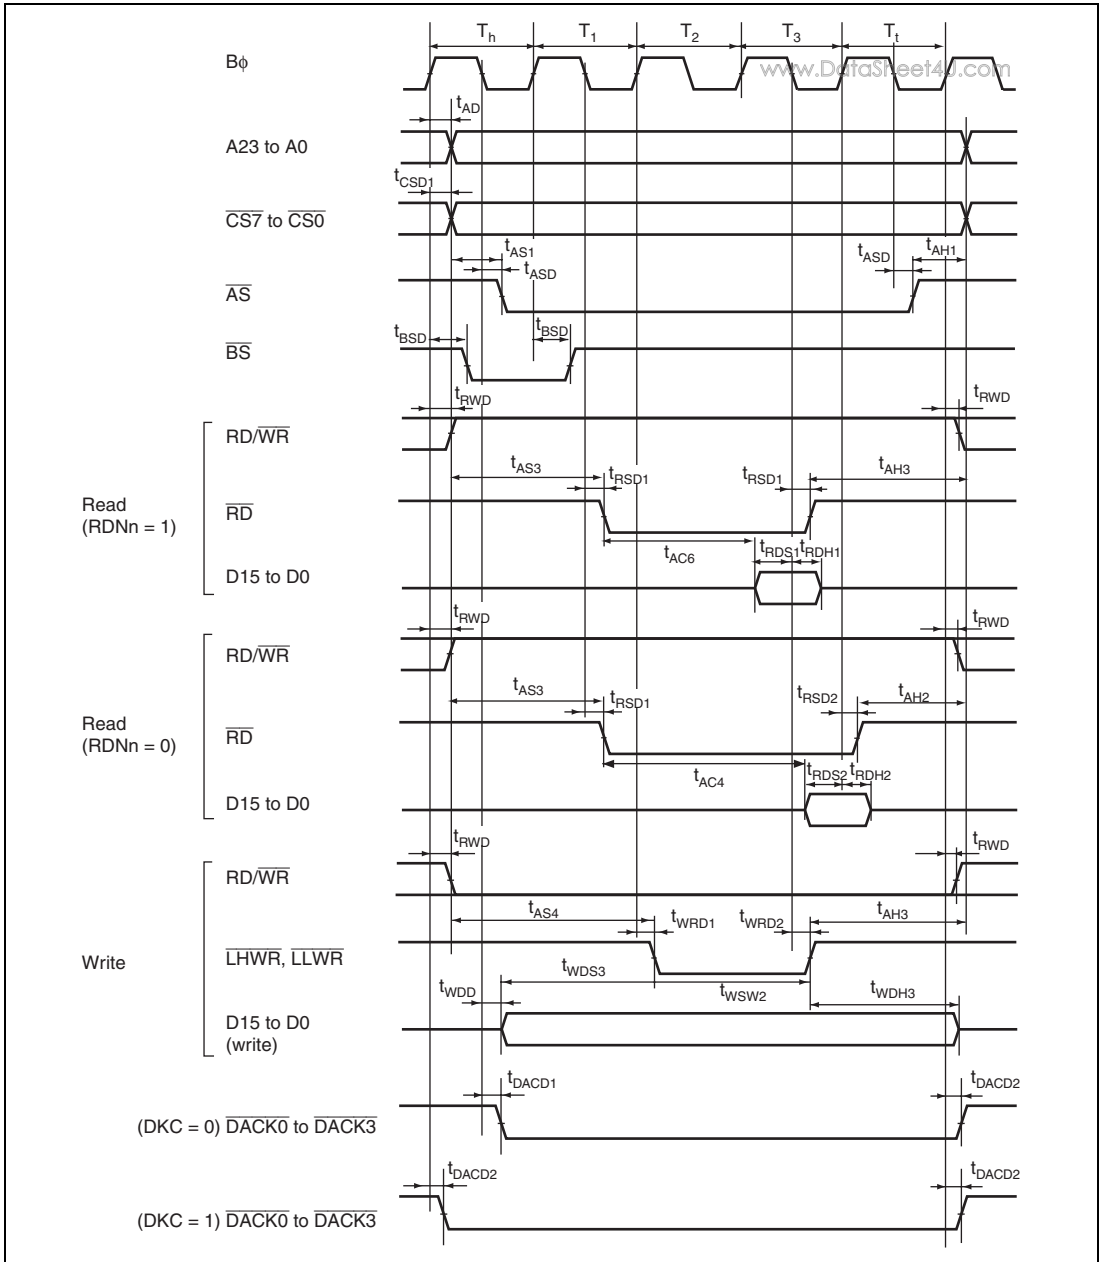 Th T1 T2 T3 Tt
Bφ
www.DataSheet4U.com
tAD
A23 to A0
tCSD1
CS7 to CS0
tAS1 tASD tAH1
tASD
AS
tBSD tBSD
BS
tRWD tRWD
RD/WR
tAS3 tRSD1 tRSD1 tAH3
Read
(RDNn = 1)
RD
tAC6 tRDS1 tRDH1
D15 to D0
tRWD tRWD
RD/WR
tAS3 tRSD1 tRSD2 tAH2
Read
(RDNn = 0)
RD
tAC4 tRDS2 tRDH2
D15 to D0
tRWD tRWD
RD/WR
tAS4 tWRD1 tWRD2 tAH3
Write
LHWR, LLWR
tWDD tWDS3 tWSW2 tWDH3
D15 to D0
(write)
tDACD1 tDACD2
(DKC = 0) DACK0 to DACK3
tDACD2 tDACD2
(DKC = 1) DACK0 to DACK3